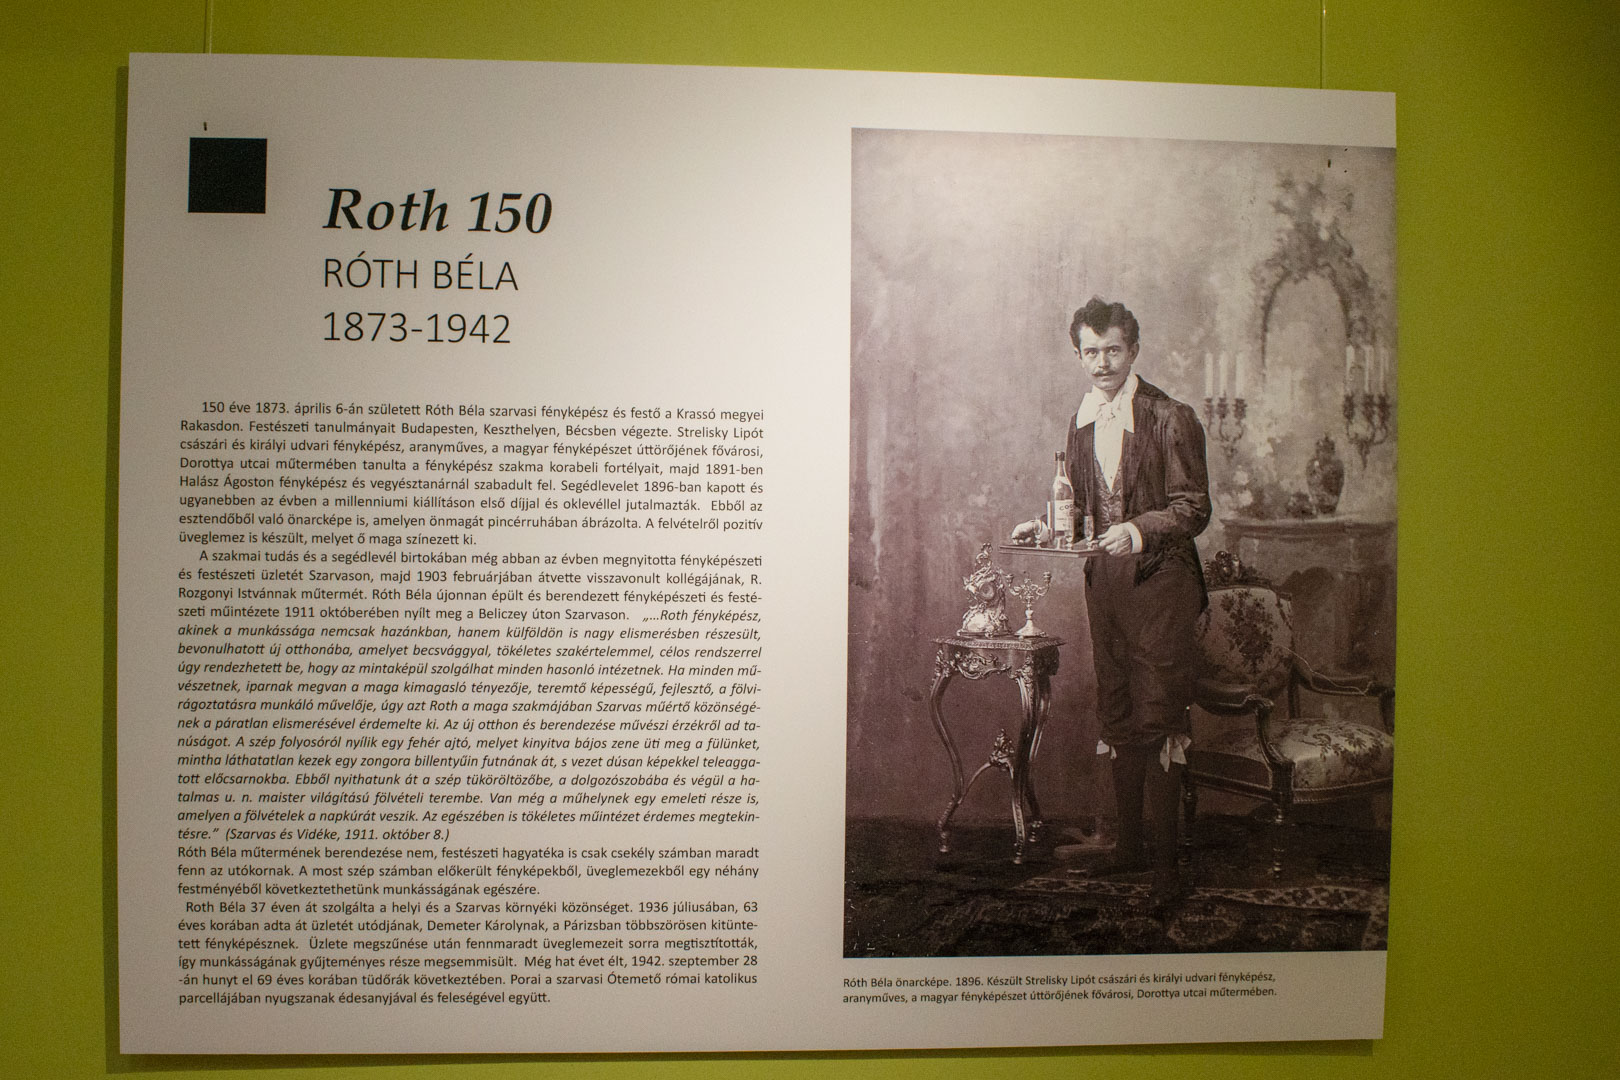 Roth 150
RÓTH BÉLA
1873-1942
150 éve 1873. április 6-án született Róth Béla szarvasi fényképész és festő a Krassó megyei
Rakasdon. Festészeti tanulmányait Budapesten, Keszthelyen, Bécsben végezte. Strelisky Lipót
császári és királyi udvari fényképész, aranyműves, a magyar fényképészet úttörőjének fővárosi,
Dorottya utcai műtermében tanulta a fényképész szakma korabeli fortélyait, majd 1891-ben
Halász Ágoston fényképész és vegyésztanárnál szabadult fel. Segédlevelet 1896-ban kapott és
ugyanebben az évben a millenniumi kiállításon első díjjal és oklevéllel jutalmazták. Ebből az
esztendőből való önarcképe is, amelyen önmagát pincérruhában ábrázolta. A felvételről pozitív
üveglemez is készült, melyet ő maga színezett ki.
A szakmai tudás és a segédlevél birtokában még abban az évben megnyitotta fényképészeti
és festészeti üzletét Szarvason, majd 1903 februárjában átvette visszavonult kollégájának, R.
Rozgonyi Istvánnak műtermét. Róth Béla újonnan épült és berendezett fényképészeti és festé-
szeti műintézete 1911 októberében nyílt meg a Beliczey úton Szarvason. „...Roth fényképész,
akinek a munkássága nemcsak hazánkban, hanem külföldön is nagy elismerésben részesült,
bevonulhatott új otthonába, amelyet becsvággyal, tökéletes szakértelemmel, célos rendszerrel
úgy rendezhetett be, hogy az mintaképül szolgálhat minden hasonló intézetnek. Ha minden mű-
vészetnek, iparnak megvan a maga kimagasló tényezője, teremtő képességű, fejlesztő, a fölvi-
rágoztatásra munkáló művelője, úgy azt Roth a maga szakmájában Szarvas műértő közönségé-
nek a páratlan elismerésével érdemelte ki. Az új otthon és berendezése művészi érzékről ad ta-
núságot. A szép folyosóról nyílik egy fehér ajtó, melyet kinyitva bájos zene üti meg a fülünket,
mintha láthatatlan kezek egy zongora billentyűin futnának át, s vezet dúsan képekkel teleagga-
tott előcsarnokba. Ebből nyithatunk át a szép tüköröltözőbe, a dolgozószobába és végül a ha-
talmas u. n. maister világítású fölvételi terembe. Van még a műhelynek egy emeleti része is,
amelyen a fölvételek a napkúrát veszik. Az egészében is tökéletes műintézet érdemes megtekin-
tésre.” (Szarvas és Vidéke, 1911. október 8.)
Róth Béla műtermének berendezése nem, festészeti hagyatéka is csak csekély számban maradt
fenn az utókornak. A most szép számban előkerült fényképekből, üveglemezekből egy néhány
festményéből következtethetünk munkásságának egészére.
Roth Béla 37 éven át szolgálta a helyi és a Szarvas környéki közönséget. 1936 júliusában, 63
éves korában adta át üzletét utódjának, Demeter Károlynak, a Párizsban többszörösen kitünte-
tett fényképésznek. Üzlete megszűnése után fennmaradt üveglemezeit sorra megtisztították,
így munkásságának gyűjteményes része megsemmisült. Még hat évet élt, 1942. szeptember 28
-án hunyt el 69 éves korában tüdőrák következtében. Porai a szarvasi Ótemető római katolikus
parcellájában nyugszanak édesanyjával és feleségével együtt.
Róth Béla önarcképe. 1896. Készült Strelisky Lipót császári és királyi udvari fényképész,
aranyműves, a magyar fényképészet úttörőjének fővárosi, Dorottya utcai műtermében.